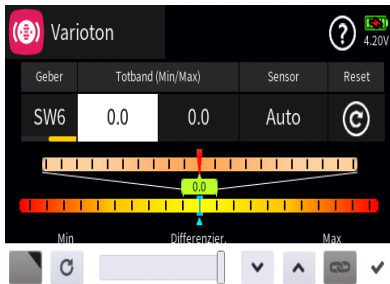 Varioton
4.20V
Geber Totband (Min/Max) Sensor Reset
SW6 0.0 0.0 Auto
0.0
Min Differenzier. Max